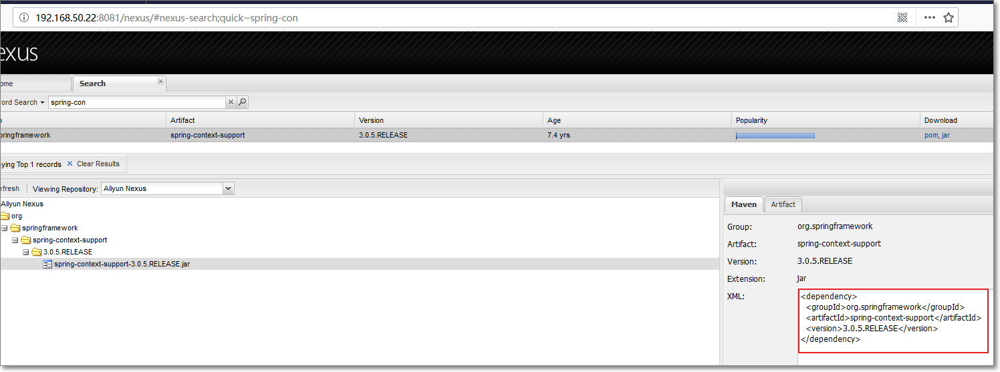 192.168.50.22:8081/nexus/#nexus-search;quick~spring-con
exus
ome
Search
ord Search
spring-con
Artifact
Version
Age
Popularity
Download
pringframework
spring-context-support
3.0.5.RELEASE
7.4 yrs
pom, jar
ying Top 1 records
Clear Results
efresh
Viewing Repository:
Aliyun Nexus
Aliyun Nexus
org
springframework
spring-context-support
3.0.5.RELEASE
spring-context-support-3.0.5.RELEASE.jar
Maven
Artifact
Group:
org.springframework
Artifact:
spring-context-support
Version:
3.0.5.RELEASE
Extension:
jar
XML:
<dependency>
<groupId>org.springframework</groupId>
<artifactId>spring-context-support</artifactId>
<version>3.0.5.RELEASE</version>
</dependency>